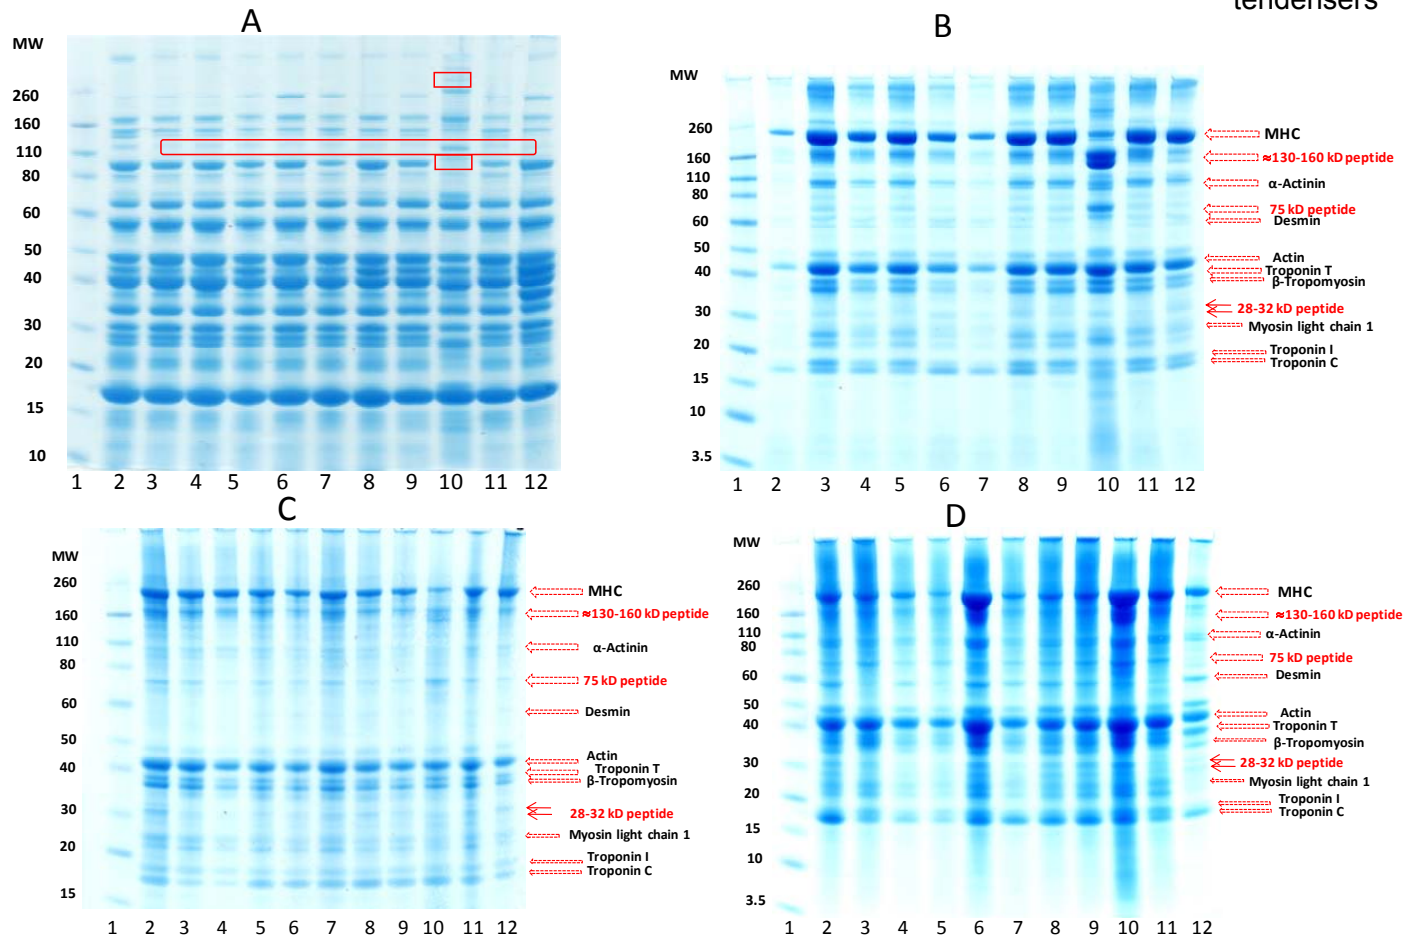 tendensers
A
MW
260
160
110
80
60
50
40
30
20
15
10
1 2 3 4 5 6 7 8 9 10 11 12
B
MW
260
160
110
80
60
50
40
30
20
15
10
3.5
MHC
≈130-160 kD peptide
α-Actinin
75 kD peptide
Desmin
Actin
Troponin T
β-Tropomyosin
28-32 kD peptide
Myosin light chain 1
Troponin I
Troponin C
1 2 3 4 5 6 7 8 9 10 11 12
C
MW
260
160
110
80
60
50
40
30
20
15
MHC
≈130-160 kD peptide
α-Actinin
75 kD peptide
Desmin
Actin
Troponin T
β-Tropomyosin
28-32 kD peptide
Myosin light chain 1
Troponin I
Troponin C
1 2 3 4 5 6 7 8 9 10 11 12
D
MW
260
160
110
80
60
50
40
30
20
15
10
3.5
MHC
≈130-160 kD peptide
α-Actinin
75 kD peptide
Desmin
Actin
Troponin T
β-Tropomyosin
28-32 kD peptide
Myosin light chain 1
Troponin I
Troponin C
1 2 3 4 5 6 7 8 9 10 11 12